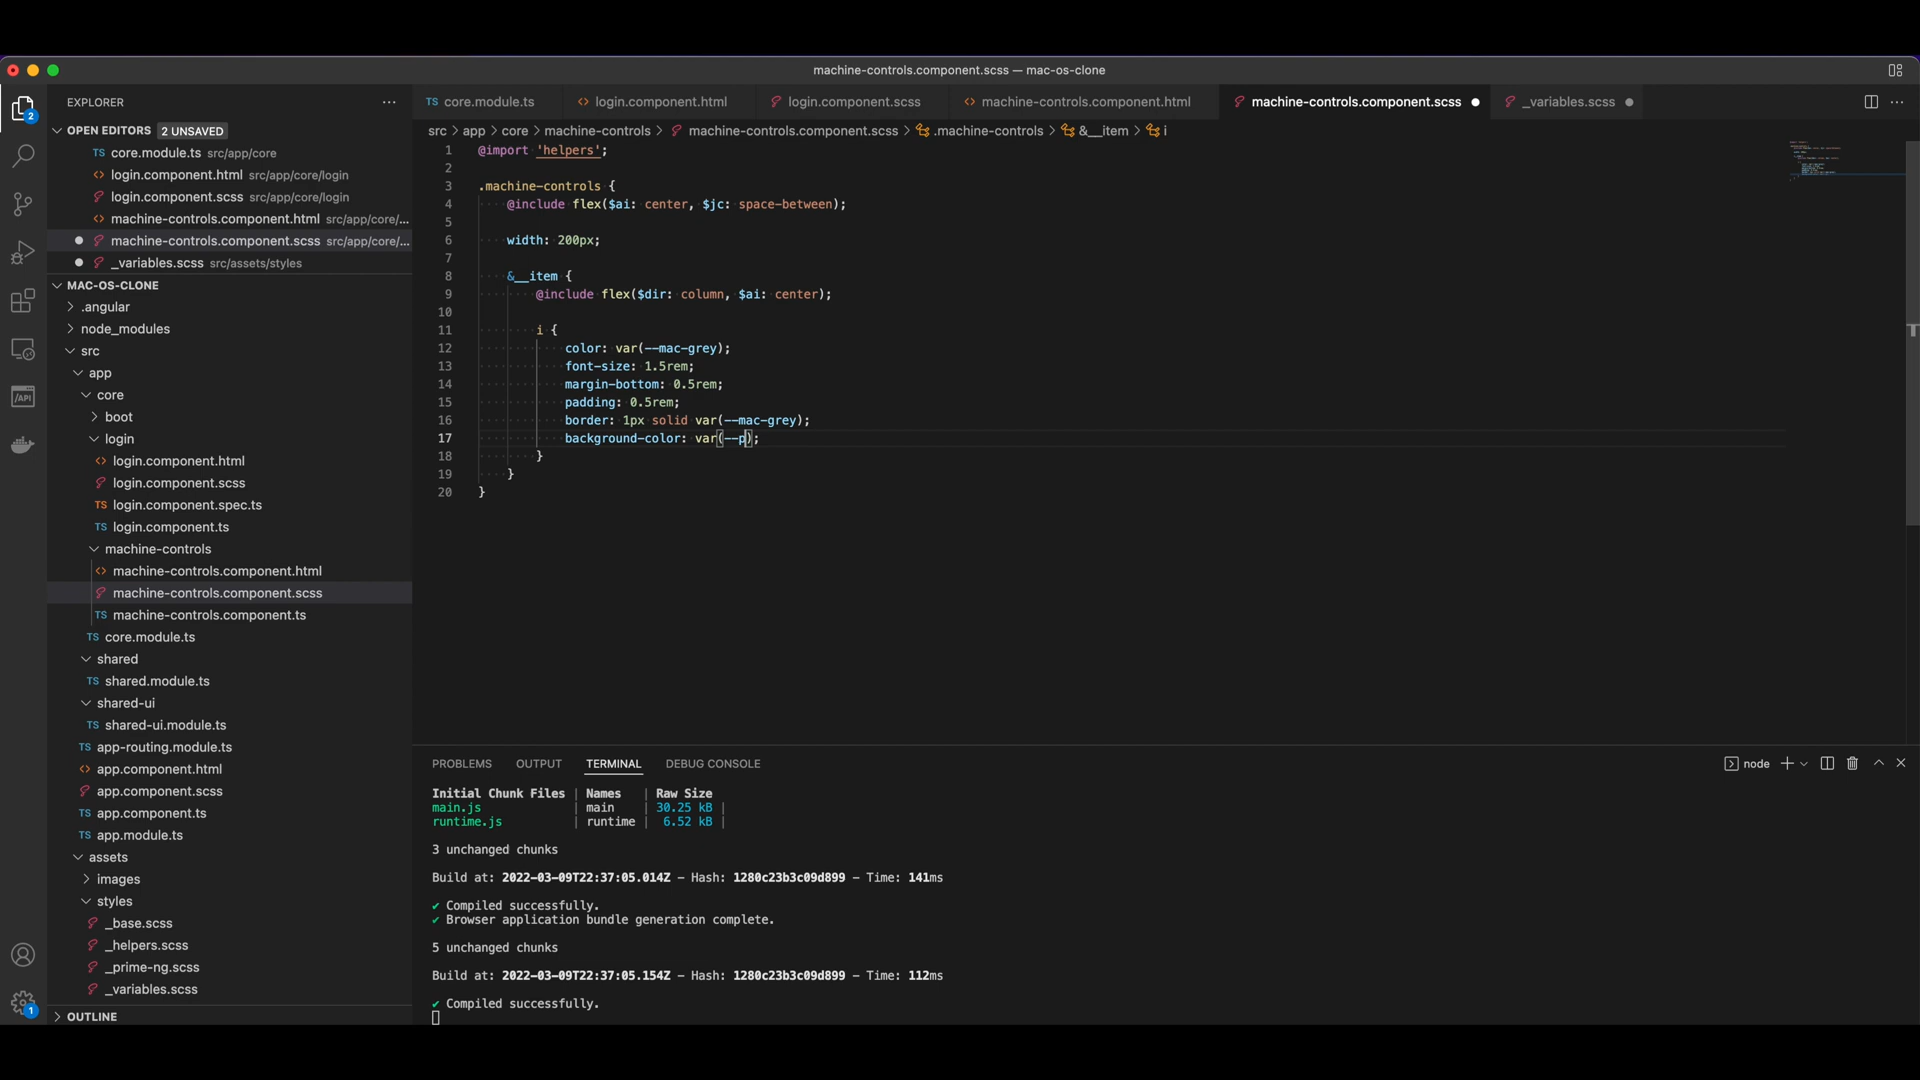 machine-controls.component.scss — mac-os-clone
EXPLORER
OPEN EDITORS 2 UNSAVED
TS core.module.ts src/app/core
login.component.html src/app/core/login
login.component.scss src/app/core/login
machine-controls.component.html src/app/core/...
machine-controls.component.scss src/app/core/...
_variables.scss src/assets/styles
MAC-OS-CLONE
.angular
node_modules
src
app
core
boot
login
login.component.html
login.component.scss
TS login.component.spec.ts
TS login.component.ts
machine-controls
machine-controls.component.html
machine-controls.component.scss
TS machine-controls.component.ts
TS core.module.ts
shared
TS shared.module.ts
shared-ui
TS shared-ui.module.ts
TS app-routing.module.ts
app.component.html
app.component.scss
TS app.component.ts
TS app.module.ts
assets
images
styles
_base.scss
_helpers.scss
_prime-ng.scss
_variables.scss
OUTLINE
2
/API
1
TS core.module.ts login.component.html login.component.scss machine-controls.component.html machine-controls.component.scss _variables.scss
src > app > core > machine-controls > machine-controls.component.scss > .machine-controls > &__item > i
1 @import 'helpers';
2
3 .machine-controls {
4 @include flex($ai: center, $jc: space-between);
5
6 width: 200px;
7
8 &__item {
9 @include flex($dir: column, $ai: center);
10
11 i {
12 color: var(--mac-grey);
13 font-size: 1.5rem;
14 margin-bottom: 0.5rem;
15 padding: 0.5rem;
16 border: 1px solid var(--mac-grey);
17 background-color: var(--p);
18 }
19 }
20 }
PROBLEMS OUTPUT TERMINAL DEBUG CONSOLE
node
Initial Chunk Files | Names | Raw Size
main.js | main | 30.25 kB |
runtime.js | runtime | 6.52 kB |
3 unchanged chunks
Build at: 2022-03-09T22:37:05.014Z - Hash: 1280c23b3c09d899 - Time: 141ms
✔ Compiled successfully.
✔ Browser application bundle generation complete.
5 unchanged chunks
Build at: 2022-03-09T22:37:05.154Z - Hash: 1280c23b3c09d899 - Time: 112ms
✔ Compiled successfully.